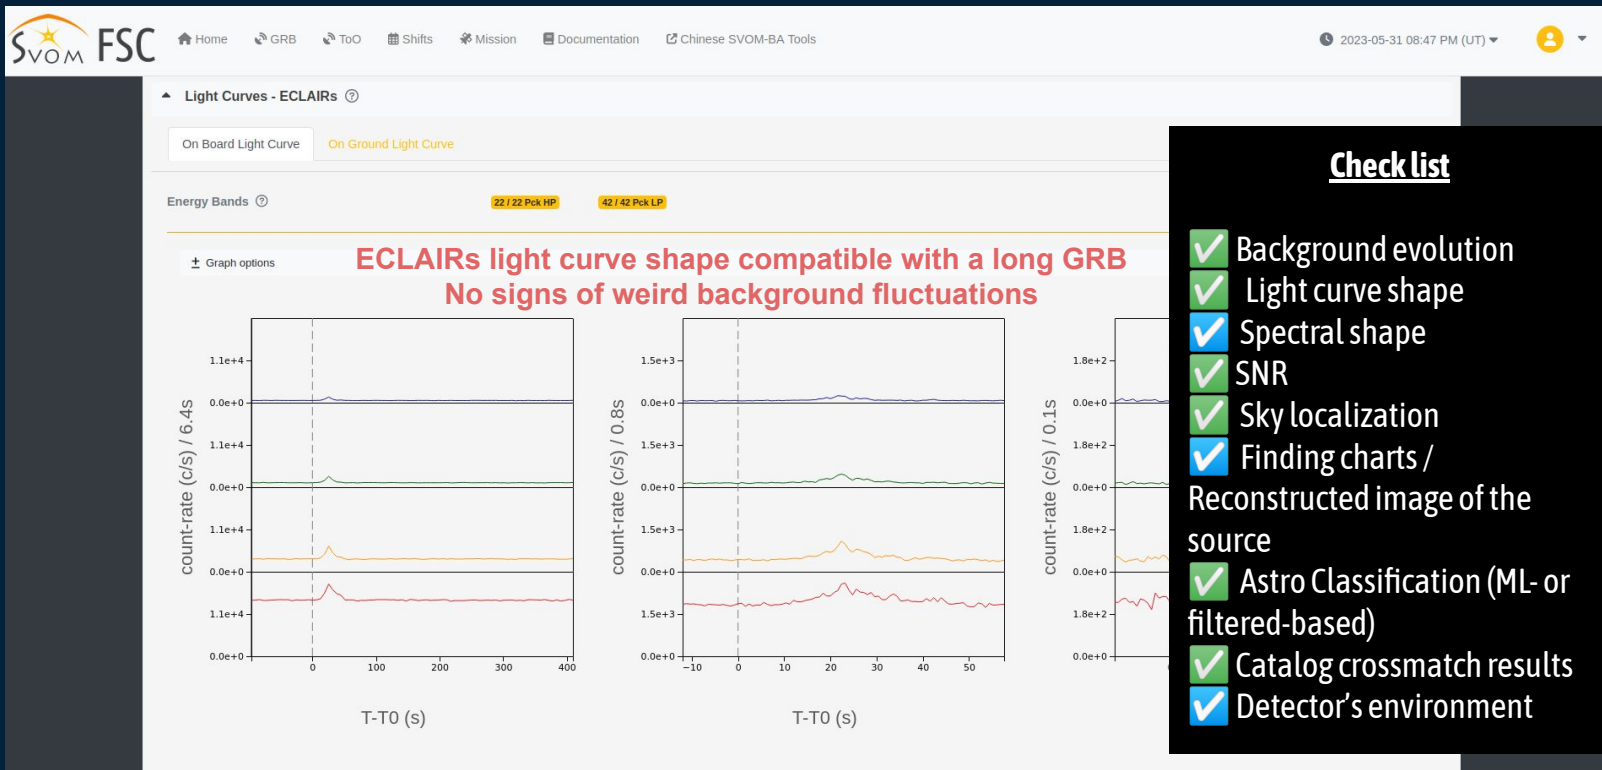 SVOM FSC
Home GRB ToO Shifts Mission Documentation Chinese SVOM-BA Tools 2023-05-31 08:47 PM (UT)
Light Curves - ECLAIRs
On Board Light Curve On Ground Light Curve
Energy Bands 22 / 22 Pck HP 42 / 42 Pck LP
Graph options
ECLAIRs light curve shape compatible with a long GRB
No signs of weird background fluctuations
count-rate (c/s) / 6.4s
1.1e+4
0.0e+0
1.1e+4
0.0e+0
1.1e+4
0.0e+0
1.1e+4
0.0e+0
0 100 200 300 400
T-T0 (s)
count-rate (c/s) / 0.8s
1.5e+3
0.0e+0
1.5e+3
0.0e+0
1.5e+3
0.0e+0
1.5e+3
0.0e+0
−10 0 10 20 30 40 50
T-T0 (s)
count-rate (c/s) / 0.1s
1.8e+2
0.0e+0
1.8e+2
0.0e+0
1.8e+2
0.0e+0
1.8e+2
0.0e+0
Check list
✅ Background evolution
✅ Light curve shape
☑ Spectral shape
✅ SNR
✅ Sky localization
☑ Finding charts /
Reconstructed image of the
source
✅ Astro Classification (ML- or
filtered-based)
✅ Catalog crossmatch results
☑ Detector’s environment